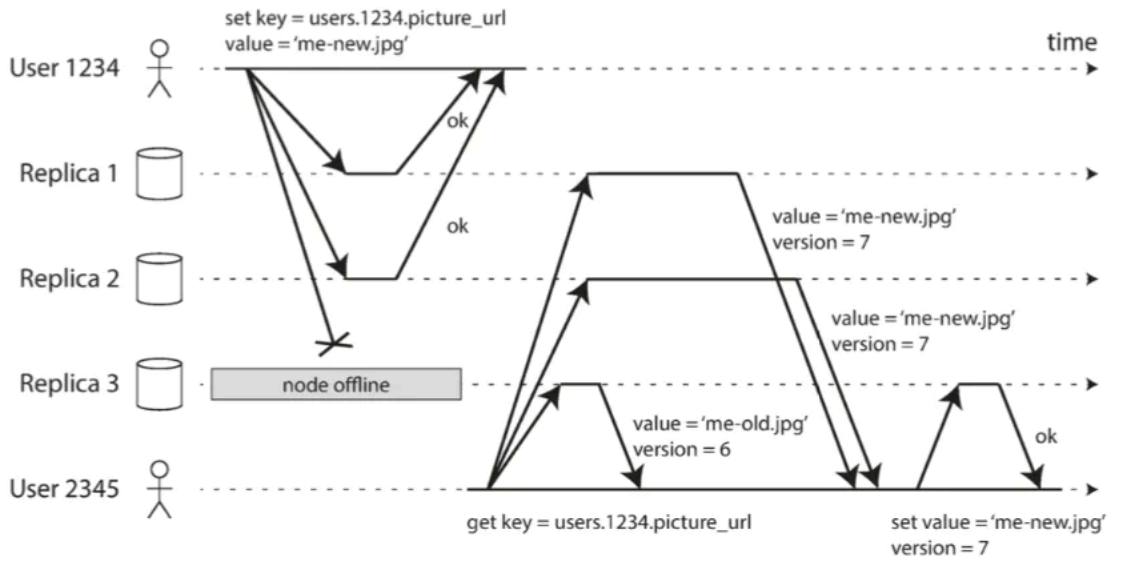 set key = users.1234.picture_url
value = 'me-new.jpg'
time
User 1234
ok
Replica 1
value = 'me-new.jpg'
version = 7
ok
Replica 2
value = 'me-new.jpg'
version = 7
Replica 3
node offline
value = 'me-old.jpg'
version = 6
ok
User 2345
get key = users.1234.picture_url
set value = 'me-new.jpg'
version = 7